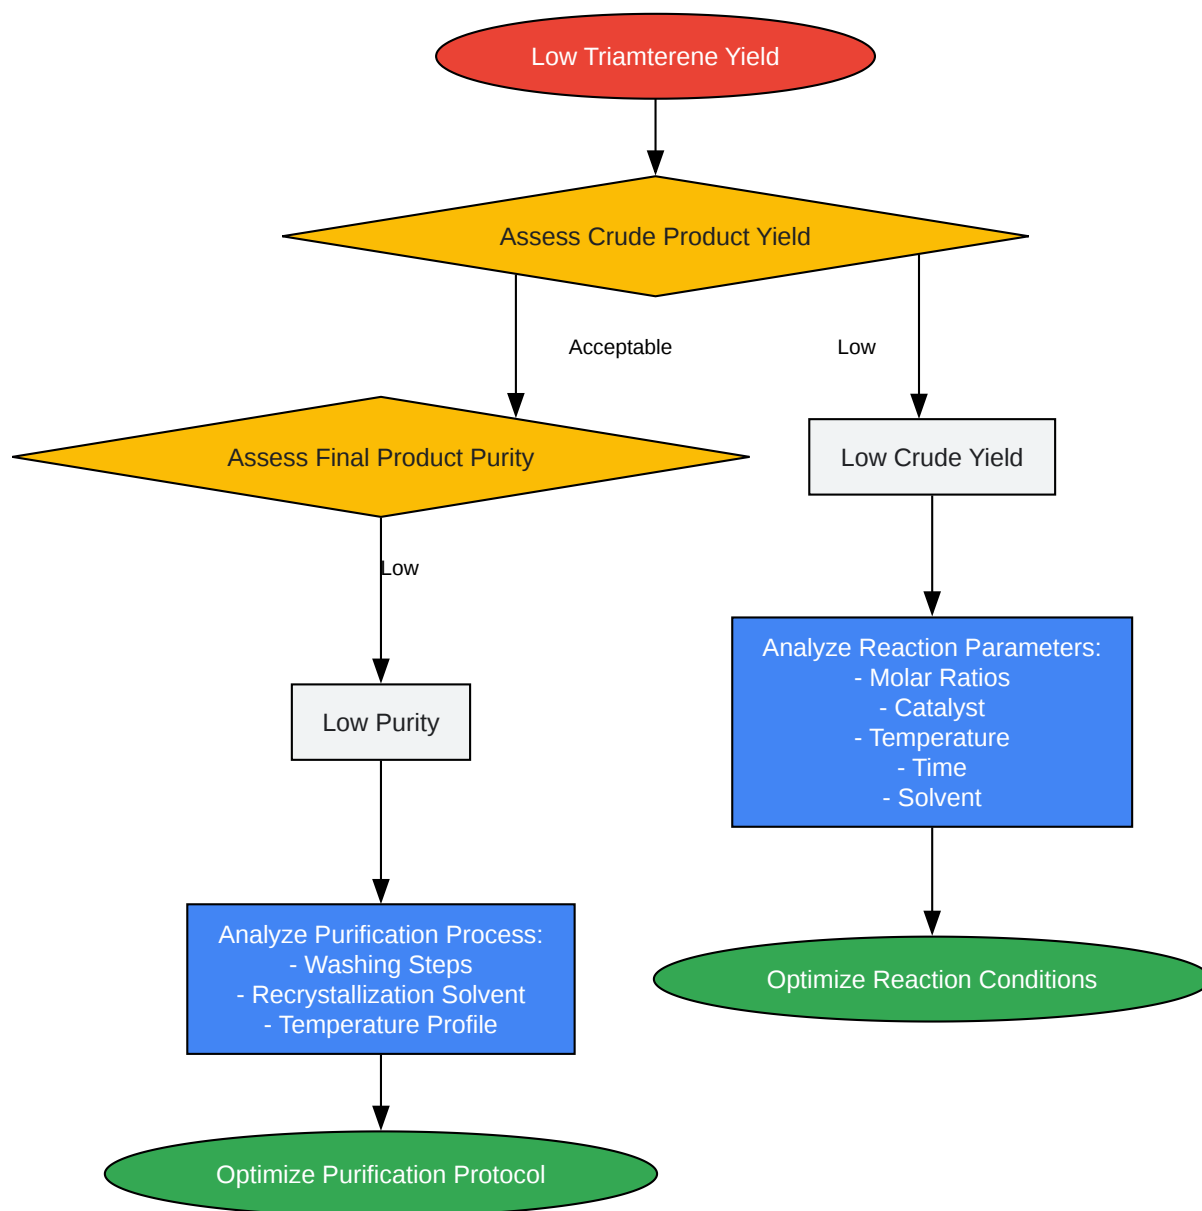 Low Triamterene Yield
Assess Crude Product Yield
Acceptable
Low
Assess Final Product Purity
Low Crude Yield
Low
Low Purity
Analyze Reaction Parameters:
- Molar Ratios
- Catalyst
- Temperature
- Time
- Solvent
Analyze Purification Process:
- Washing Steps
- Recrystallization Solvent
- Temperature Profile
Optimize Reaction Conditions
Optimize Purification Protocol